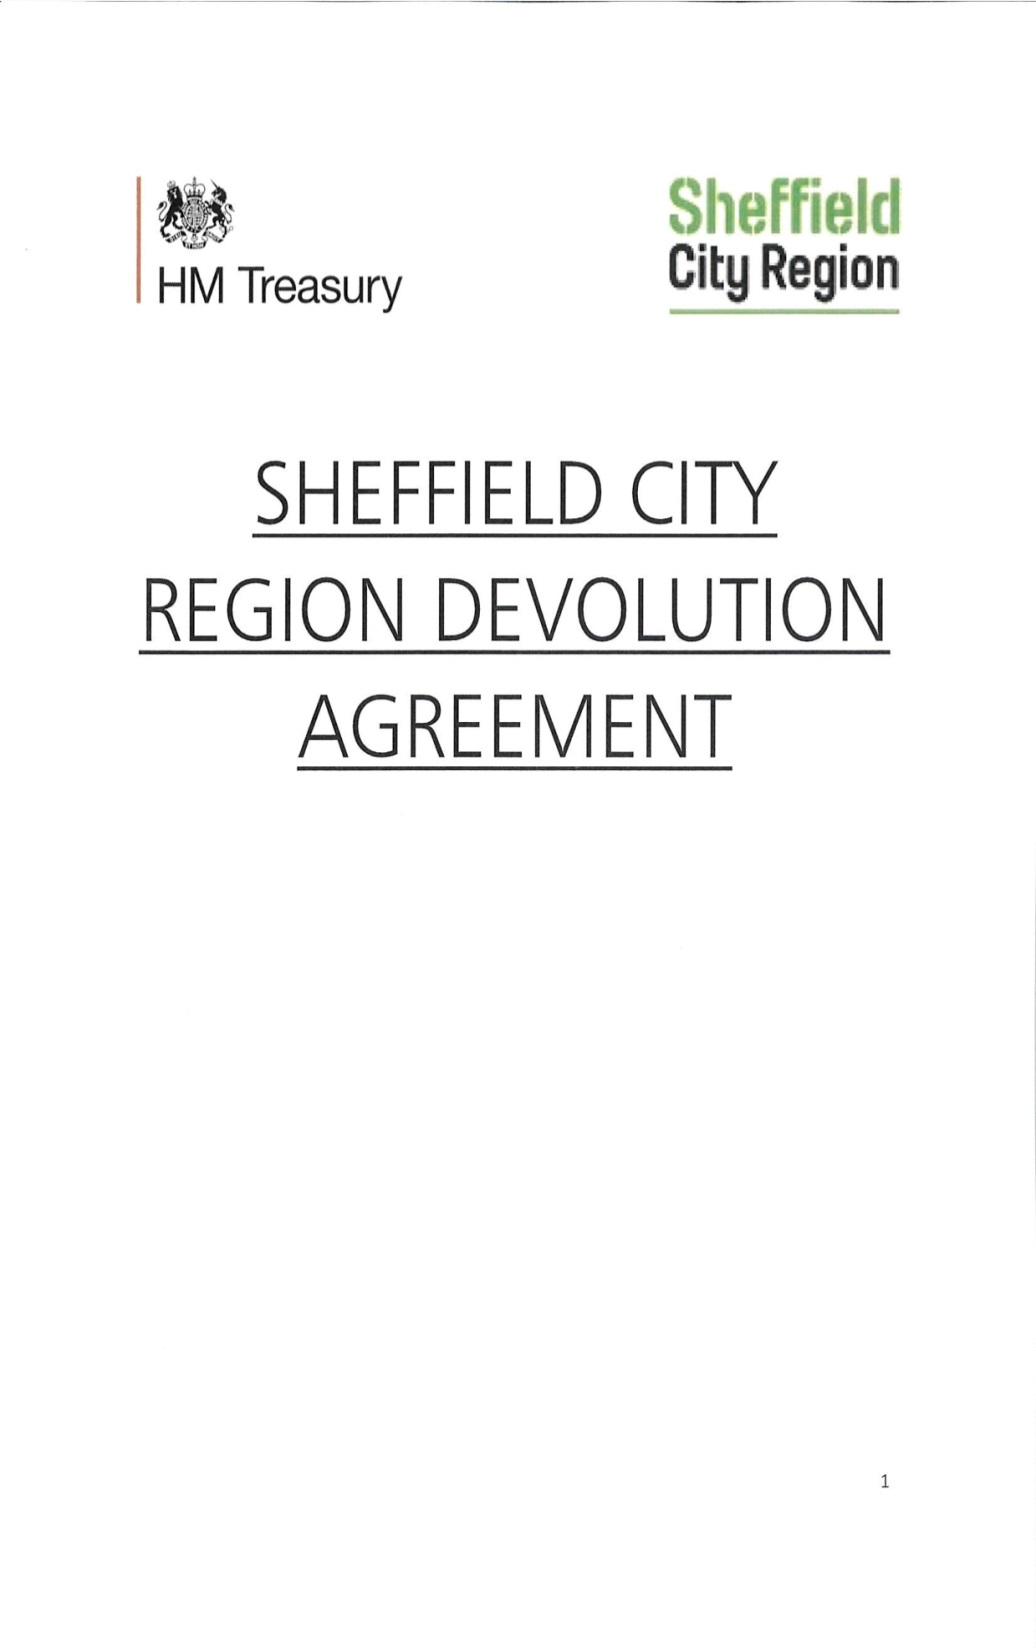 HM Treasury
Sheffield
City Region
SHEFFIELD CITY
REGION DEVOLUTION
AGREEMENT
1